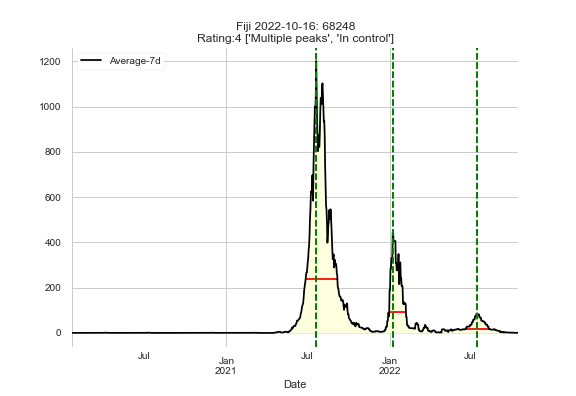 Fiji 2022-10-16: 68248
Rating:4 ['Multiple peaks', 'In control']
Average-7d
1200
1000
800
600
400
200
0
Jul
Jan
2021
Jul
Jan
2022
Jul
Date